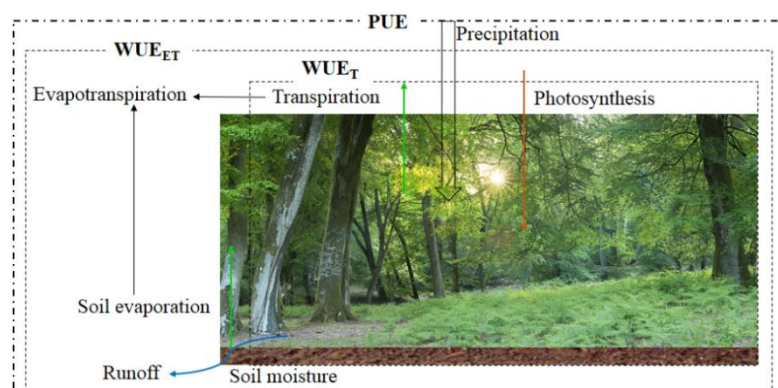 PUE
Precipitation
WUEET
WUET
Evapotranspiration
Transpiration
Photosynthesis
Soil evaporation
Runoff
Soil moisture